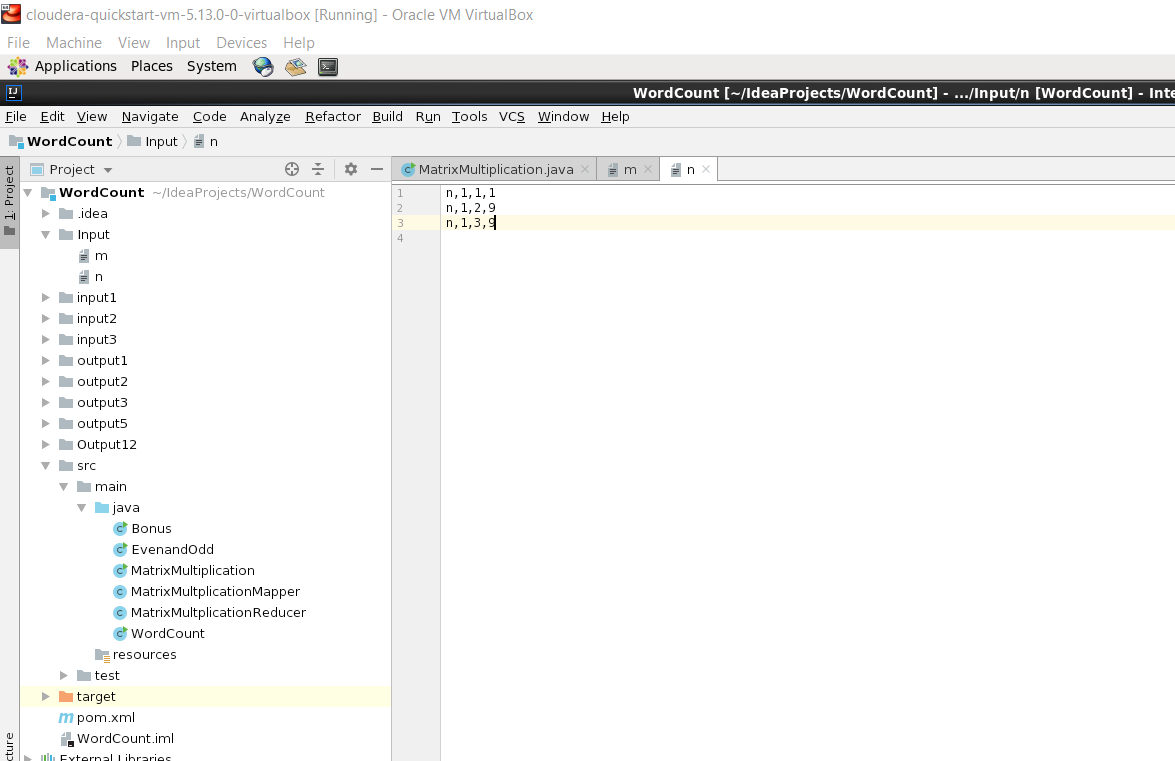 cloudera-quickstart-vm-5.13.0-0-virtualbox [Running] - Oracle VM VirtualBox
File Machine View Input Devices Help
Applications Places System
WordCount [~/IdeaProjects/WordCount] - .../Input/n [WordCount] - Inte
File Edit View Navigate Code Analyze Refactor Build Run Tools VCS Window Help
WordCount Input n
1: Project
Project
MatrixMultiplication.java m n
WordCount ~/IdeaProjects/WordCount
.idea
Input
m
n
input1
input2
input3
output1
output2
output3
output5
Output12
src
main
java
Bonus
EvenandOdd
MatrixMultiplication
MatrixMultplicationMapper
MatrixMultplicationReducer
WordCount
resources
test
target
pom.xml
WordCount.iml
External Libraries
cture
1 n,1,1,1
2 n,1,2,9
3 n,1,3,9
4